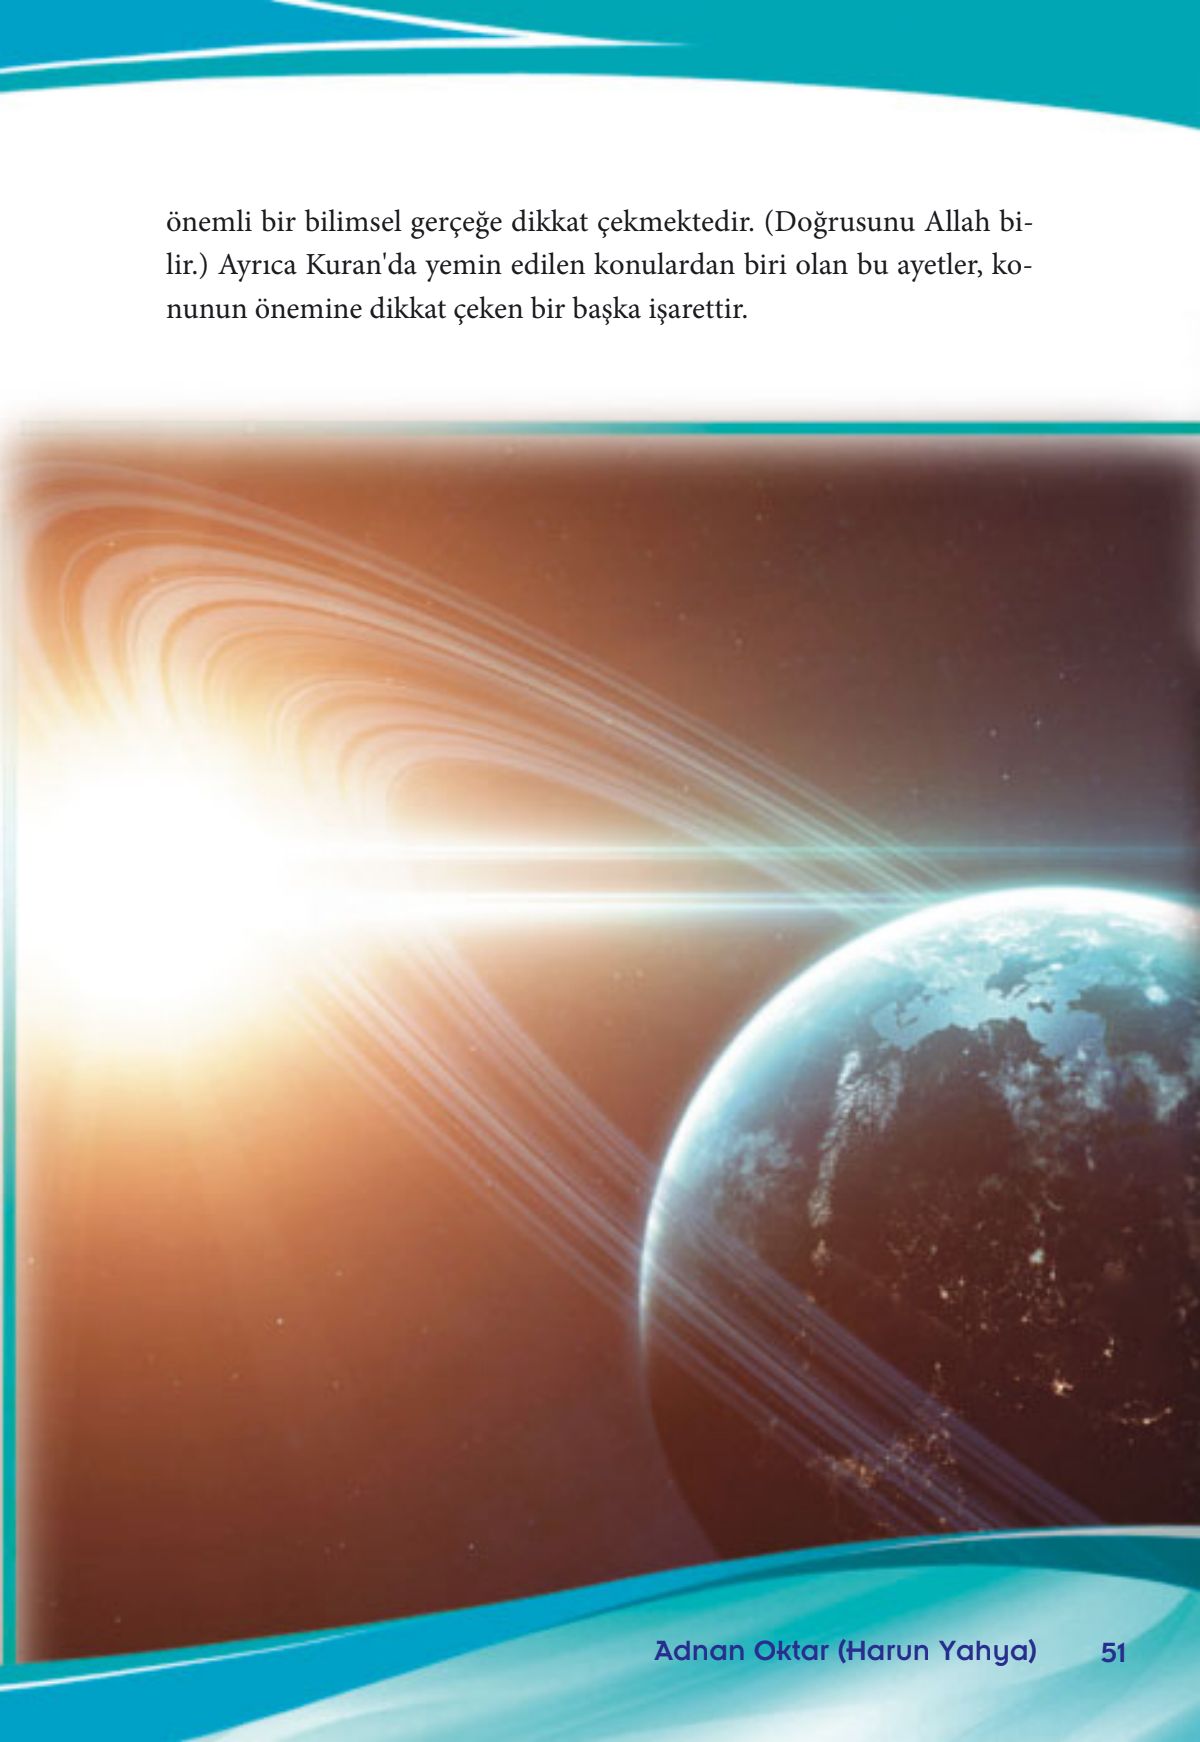 önemli bir bilimsel gerçeğe dikkat çekmektedir. (Doğrusunu Allah bi-
lir.) Ayrıca Kuran'da yemin edilen konulardan biri olan bu ayetler, ko-
nunun önemine dikkat çeken bir başka işarettir.
Adnan Oktar (Harun Yahya) 51